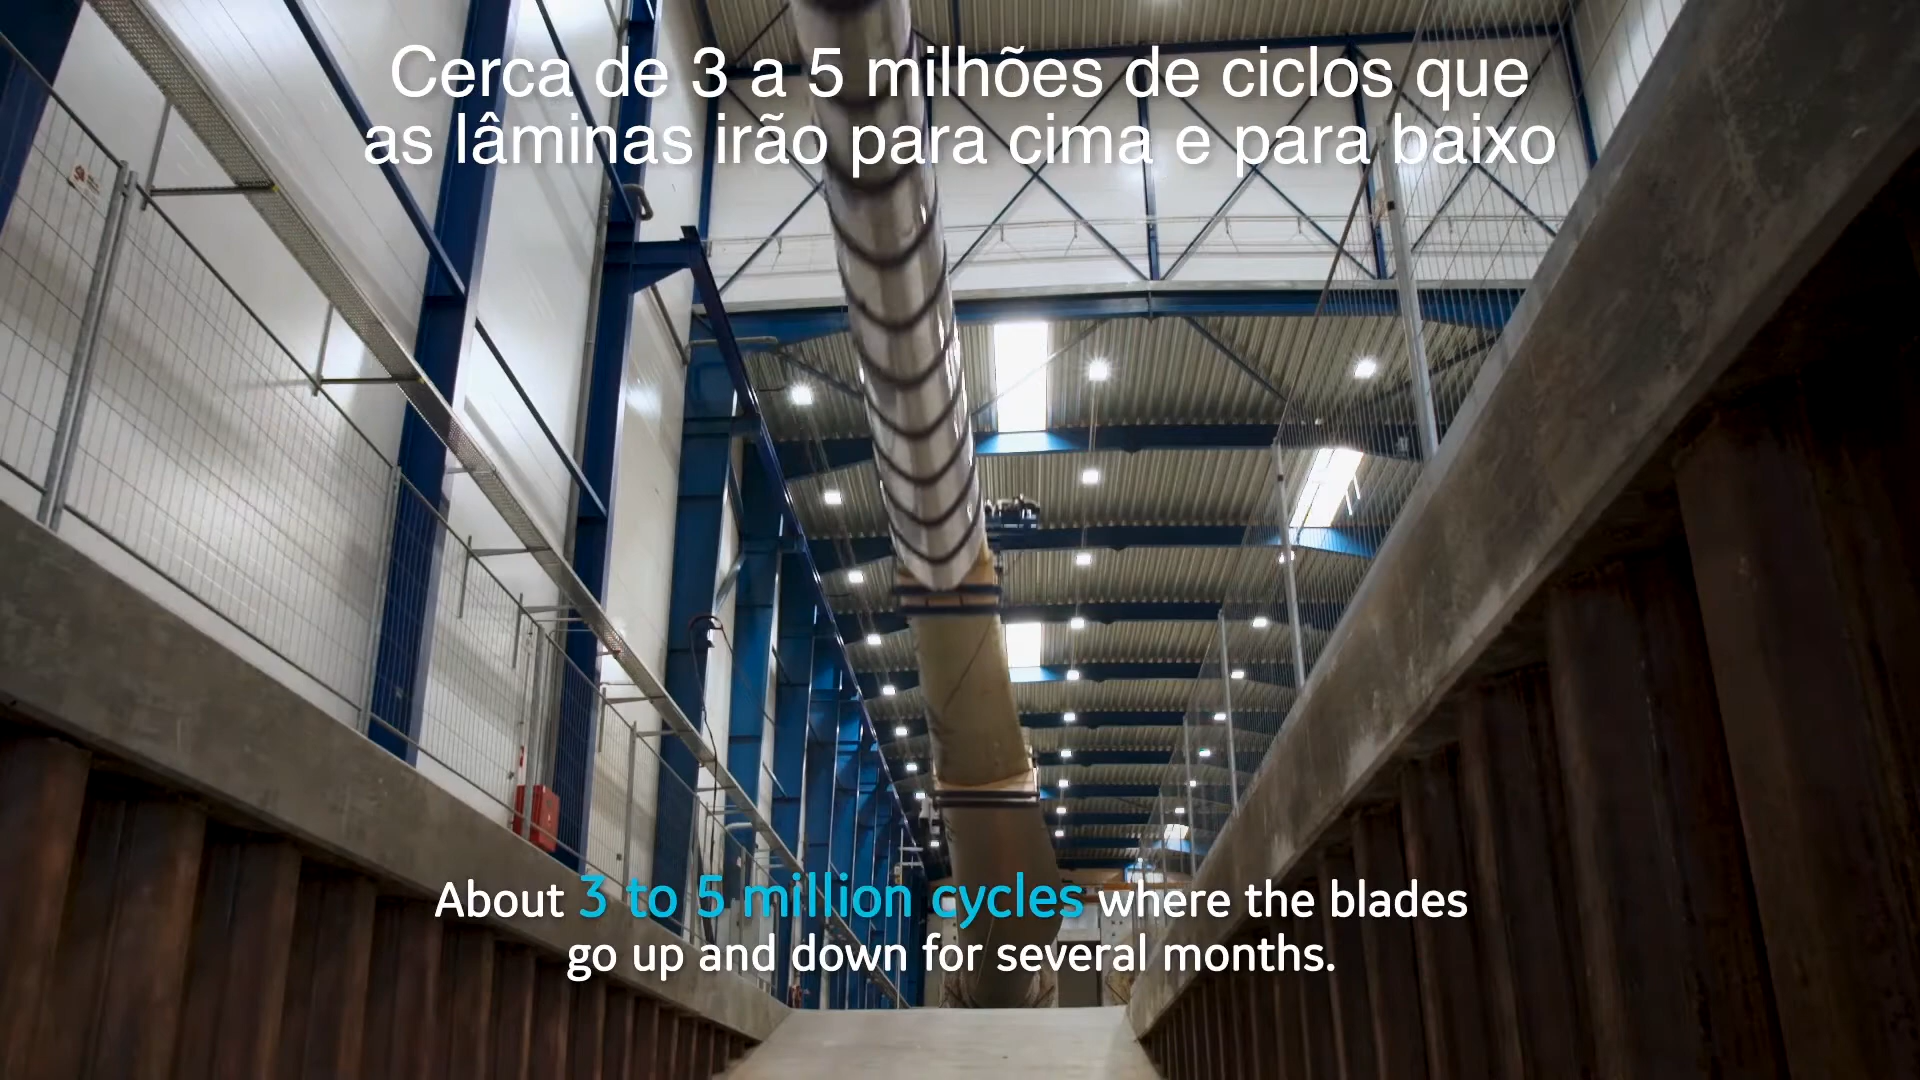 Cerca de 3 a 5 milhões de ciclos que
as lâminas irão para cima e para baixo
About 3 to 5 million cycles where the blades
go up and down for several months.